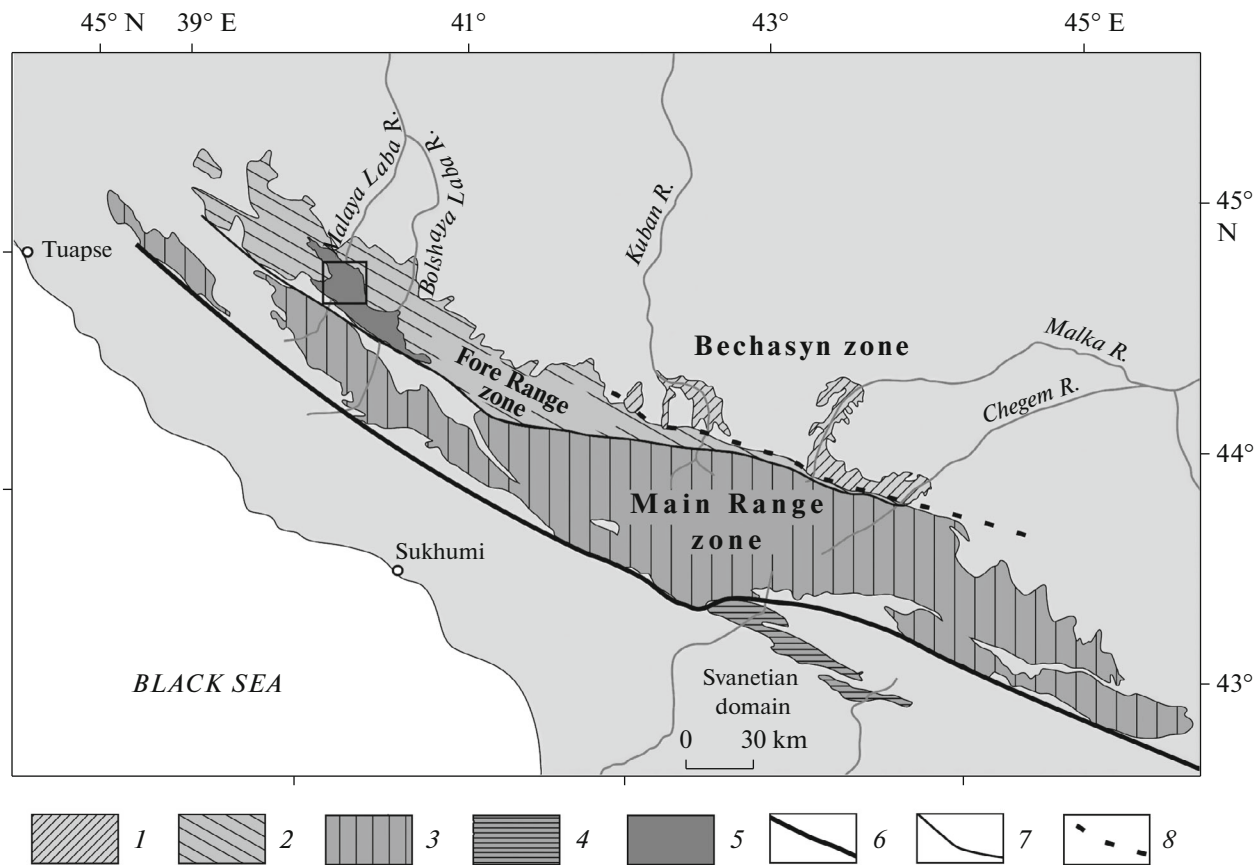 45° N 39° E 41° 43° 45° E
Malaya Laba R.
Bolshaya Laba R.
Kuban R.
45°
N
Tuapse
Bechasyn zone
Malka R.
Chegem R.
Fore Range
zone
44°
Main Range
zone
Sukhumi
BLACK SEA
Svanetian
domain
43°
0 30 km
1 2 3 4 5 6 7 8